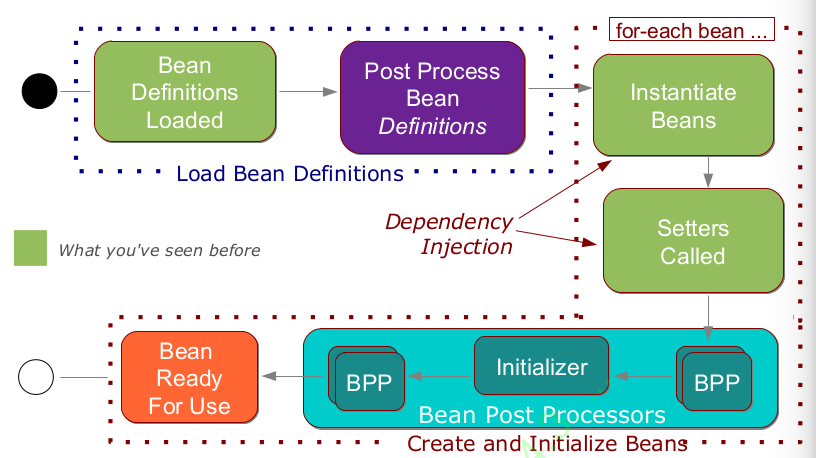 for-each bean ...
Bean
Definitions
Loaded
Post Process
Bean
Definitions
Instantiate
Beans
Load Bean Definitions
Dependency
Injection
Setters
Called
What you've seen before
Bean
Ready
For Use
BPP
Initializer
BPP
Bean Post Processors
Create and Initialize Beans